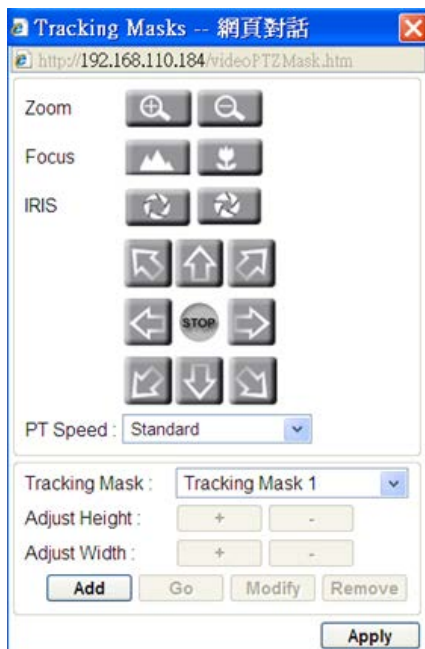 Tracking Masks -- 網頁對話
http://192.168.110.184/videoPTZMask.htm
Zoom
Focus
IRIS
STOP
PT Speed : Standard
Tracking Mask : Tracking Mask 1
Adjust Height : + -
Adjust Width : + -
Add Go Modify Remove
Apply